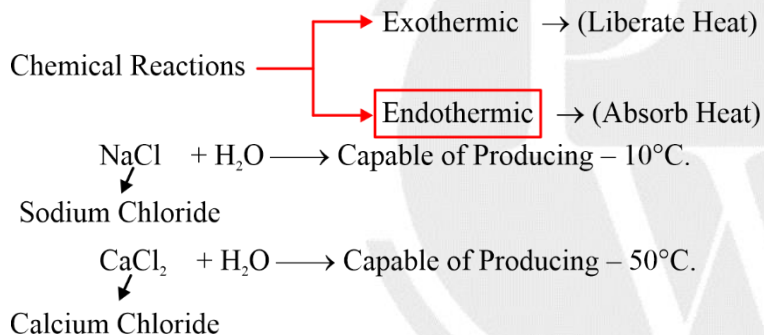 Exothermic → (Liberate Heat)
Chemical Reactions
Endothermic → (Absorb Heat)
NaCl + H₂O ⟶ Capable of Producing – 10°C.
Sodium Chloride
CaCl₂ + H₂O ⟶ Capable of Producing – 50°C.
Calcium Chloride